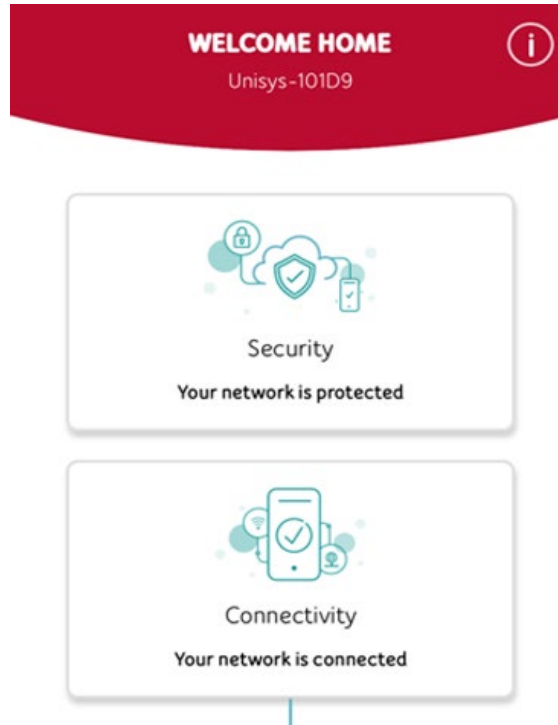 WELCOME HOME
i
Unisys-101D9
Security
Your network is protected
Connectivity
Your network is connected